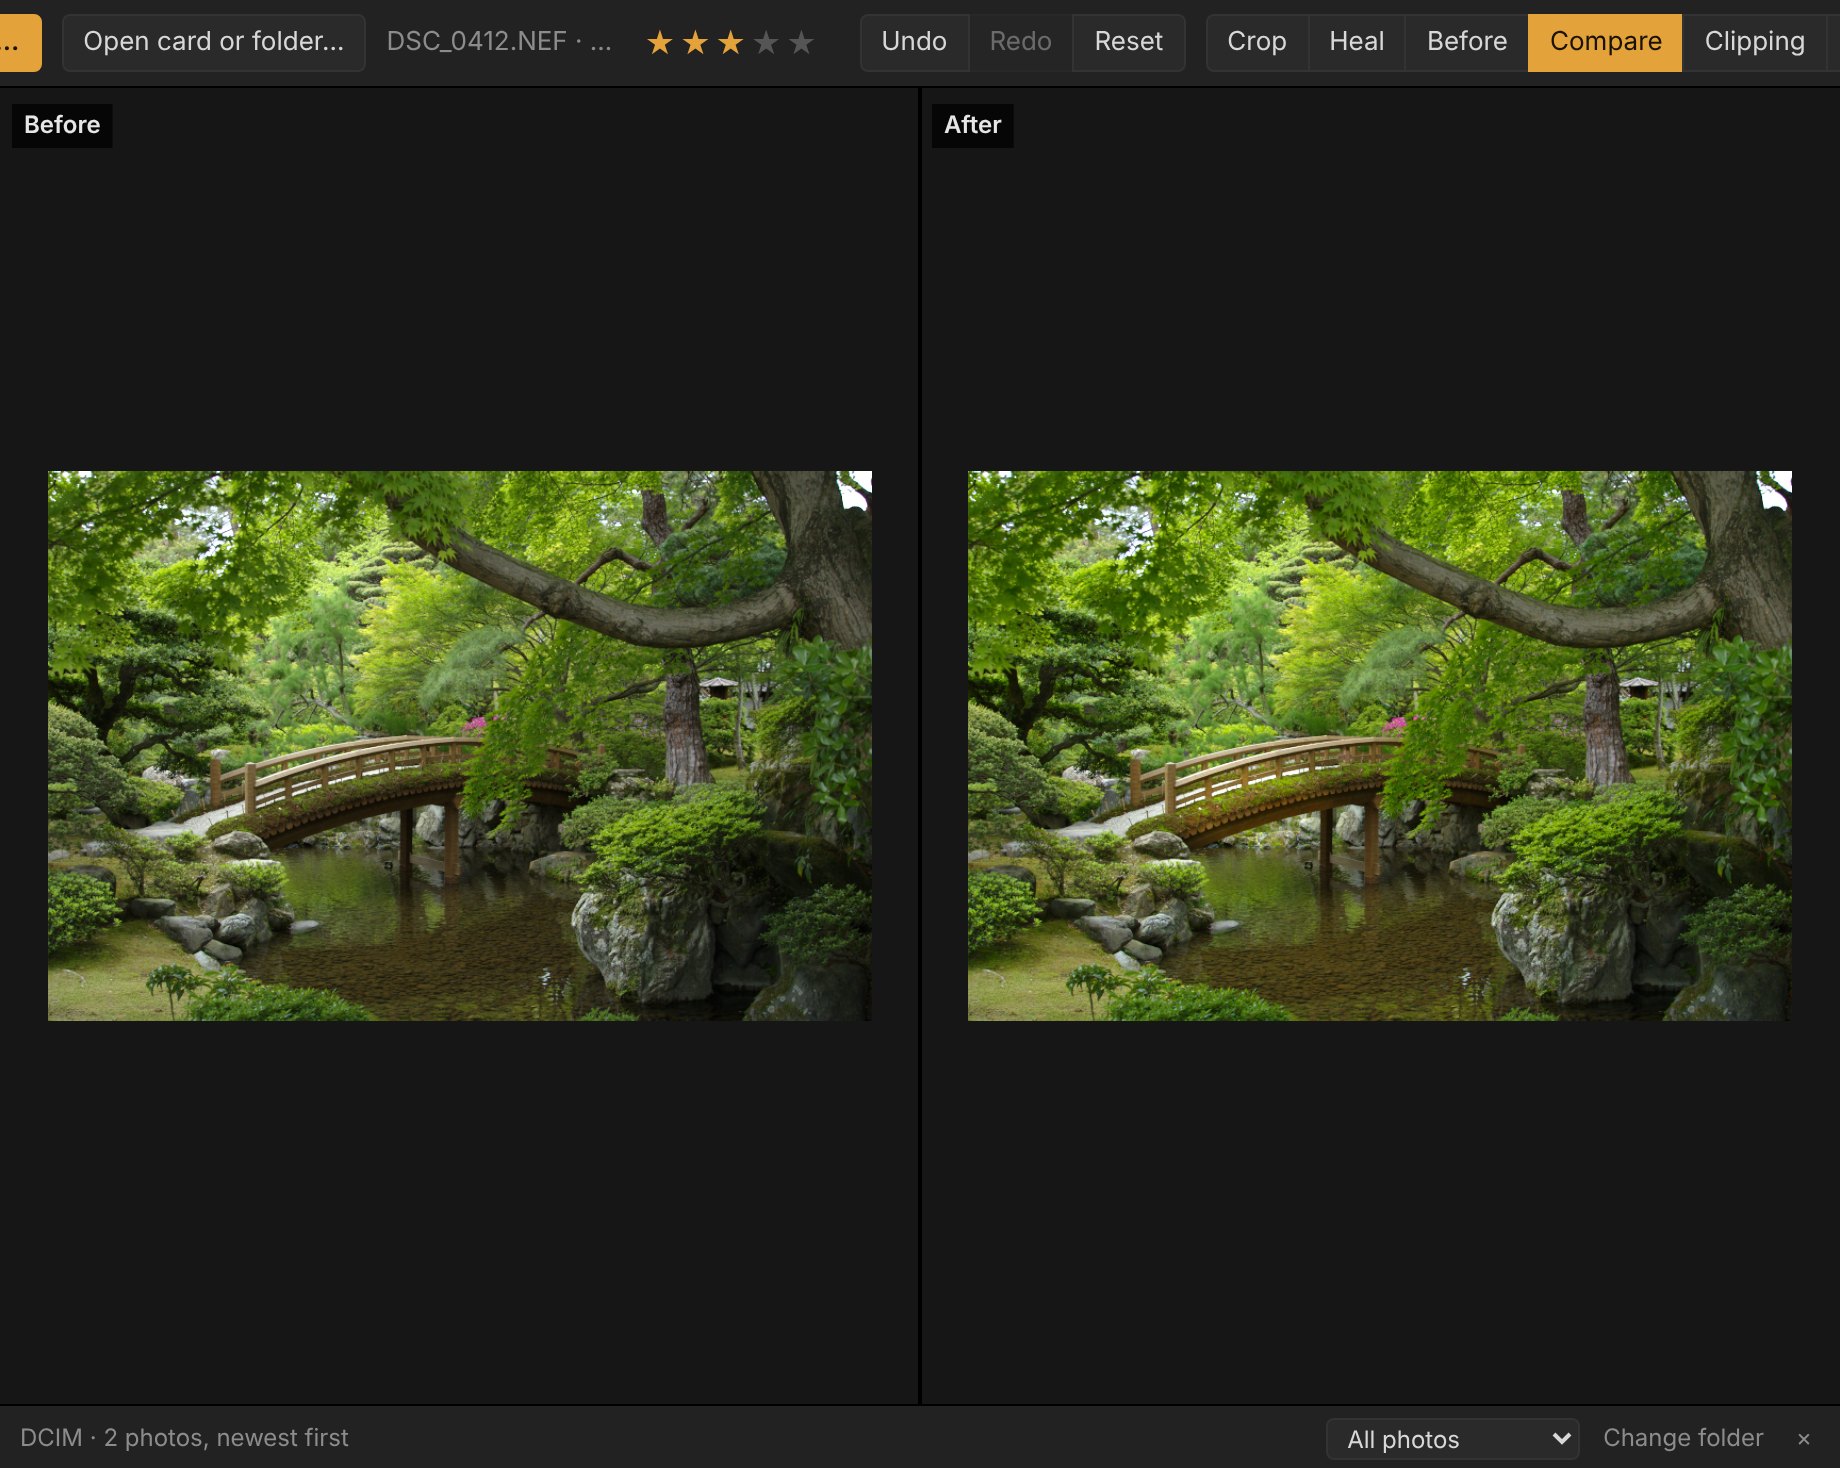 ... Open card or folder... DSC_0412.NEF · ... ★★★★★ Undo Redo Reset Crop Heal Before Compare Clipping
Before After
DCIM · 2 photos, newest first All photos Change folder ×